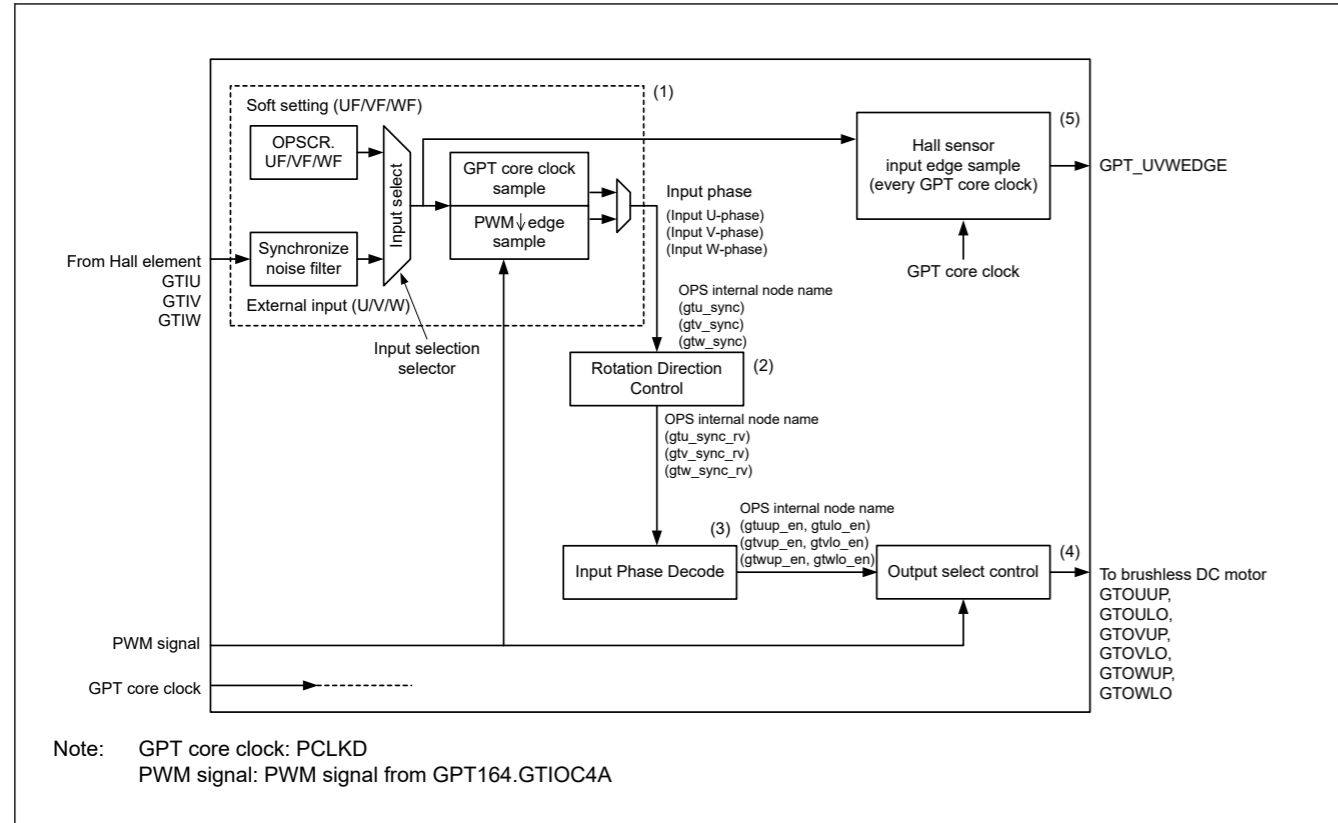 Soft setting (UF/VF/WF)
(1)
OPSCR.
UF/VF/WF
Input select
GPT core clock
sample
PWM↓edge
sample
Input phase
(Input U-phase)
(Input V-phase)
(Input W-phase)
Hall sensor
input edge sample
(every GPT core clock)
(5)
GPT_UVWEDGE
GPT core clock
From Hall element
GTIU
GTIV
GTIW
Synchronize
noise filter
External input (U/V/W)
Input selection
selector
OPS internal node name
(gtu_sync)
(gtv_sync)
(gtw_sync)
Rotation Direction
Control
(2)
OPS internal node name
(gtu_sync_rv)
(gtv_sync_rv)
(gtw_sync_rv)
Input Phase Decode
(3)
OPS internal node name
(gtuup_en, gtulo_en)
(gtvup_en, gtvlo_en)
(gtwup_en, gtwlo_en)
Output select control
(4)
To brushless DC motor
GTOUUP,
GTOULO,
GTOVUP,
GTOVLO,
GTOWUP,
GTOWLO
PWM signal
GPT core clock
Note: GPT core clock: PCLKD
PWM signal: PWM signal from GPT164.GTIOC4A